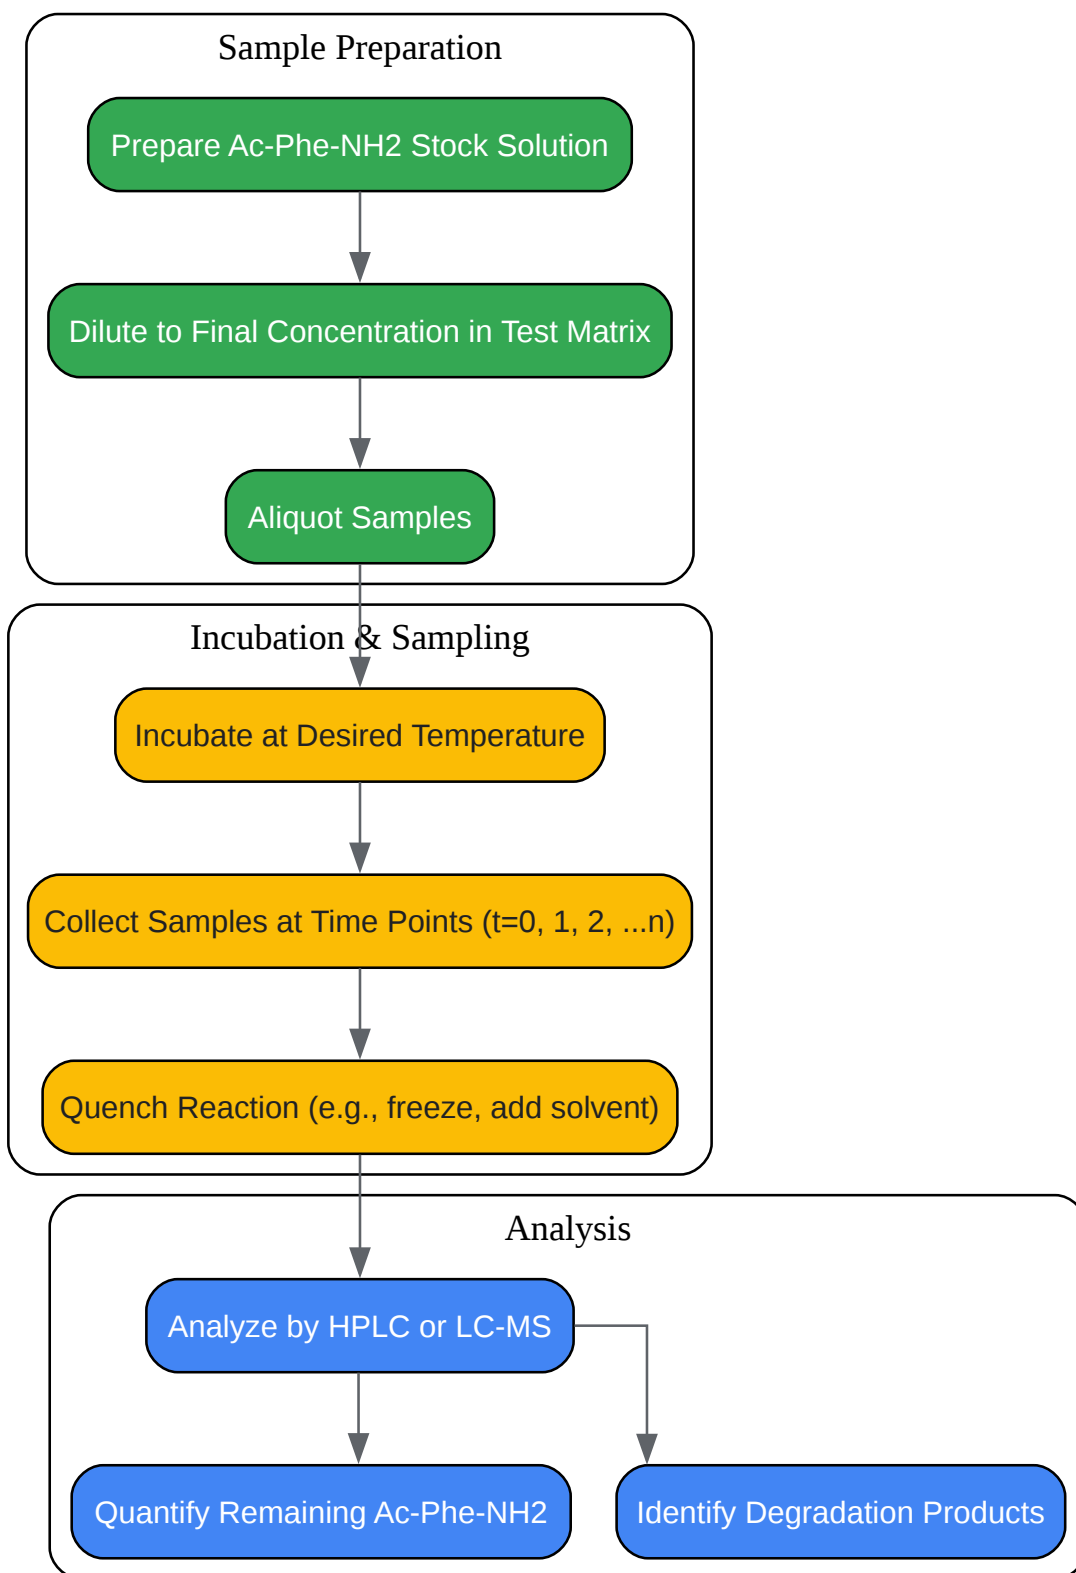 Sample Preparation
Prepare Ac-Phe-NH2 Stock Solution
Dilute to Final Concentration in Test Matrix
Aliquot Samples
Incubation & Sampling
Incubate at Desired Temperature
Collect Samples at Time Points (t=0, 1, 2, ...n)
Quench Reaction (e.g., freeze, add solvent)
Analysis
Analyze by HPLC or LC-MS
Quantify Remaining Ac-Phe-NH2
Identify Degradation Products